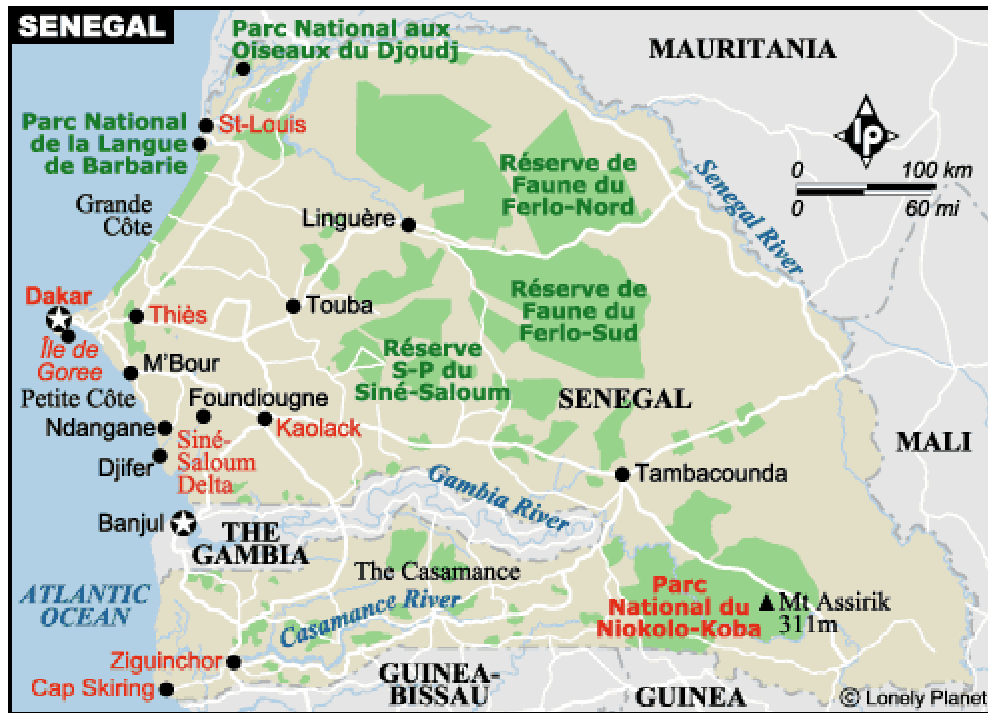 SENEGAL
Parc National aux
Oiseaux du Djoudj
MAURITANIA
Parc National
de la Langue
de Barbarie
St-Louis
lp
0 100 km
0 60 mi
Réserve de
Faune du
Ferlo-Nord
Senegal River
Grande
Côte
Linguère
Dakar
Thiès
Touba
Réserve de
Faune du
Ferlo-Sud
Île de
Goree
M'Bour
Réserve
S-P du
Siné-Saloum
Petite Côte
Foundiougne
SENEGAL
Ndangane
Kaolack
MALI
Siné-
Saloum
Delta
Djifer
Tambacounda
Gambia River
Banjul
THE
GAMBIA
The Casamance
ATLANTIC
OCEAN
Casamance River
Parc
National du
Niokolo-Koba
Mt Assirik
311m
Ziguinchor
Cap Skiring
GUINEA-
BISSAU
GUINEA
© Lonely Planet